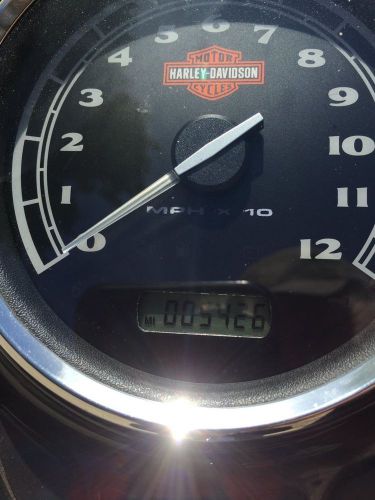 5 6 7
4 8
MOTOR
HARLEY-DAVIDSON
CYCLES
3 9
2 10
1 11
MPH X 10
0 12
MI 005426